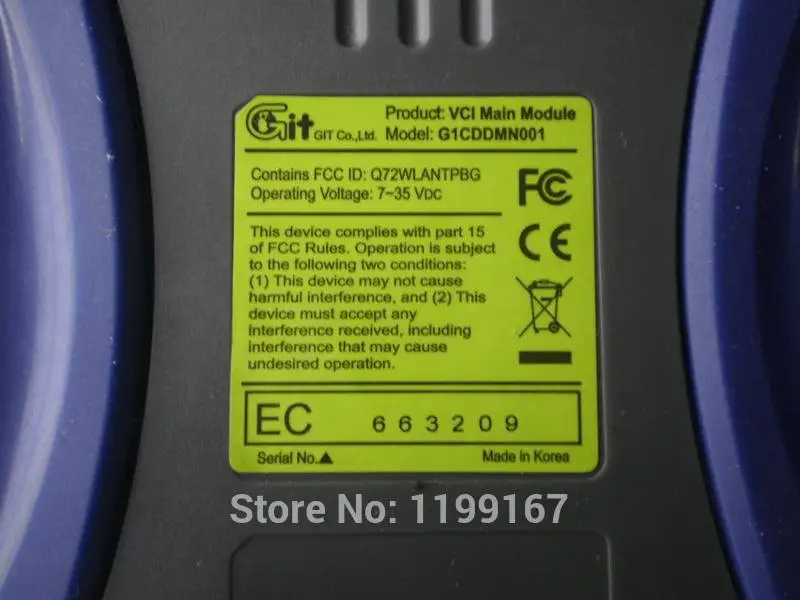 Git GIT Co.,Ltd.
Product: VCI Main Module
Model: G1CDDMN001
Contains FCC ID: Q72WLANTPBG
Operating Voltage: 7~35 VDC
FC
CE
This device complies with part 15
of FCC Rules. Operation is subject
to the following two conditions:
(1) This device may not cause
harmful interference, and (2) This
device must accept any
interference received, including
interference that may cause
undesired operation.
EC 663209
Serial No.▲ Made in Korea
Store No: 1199167